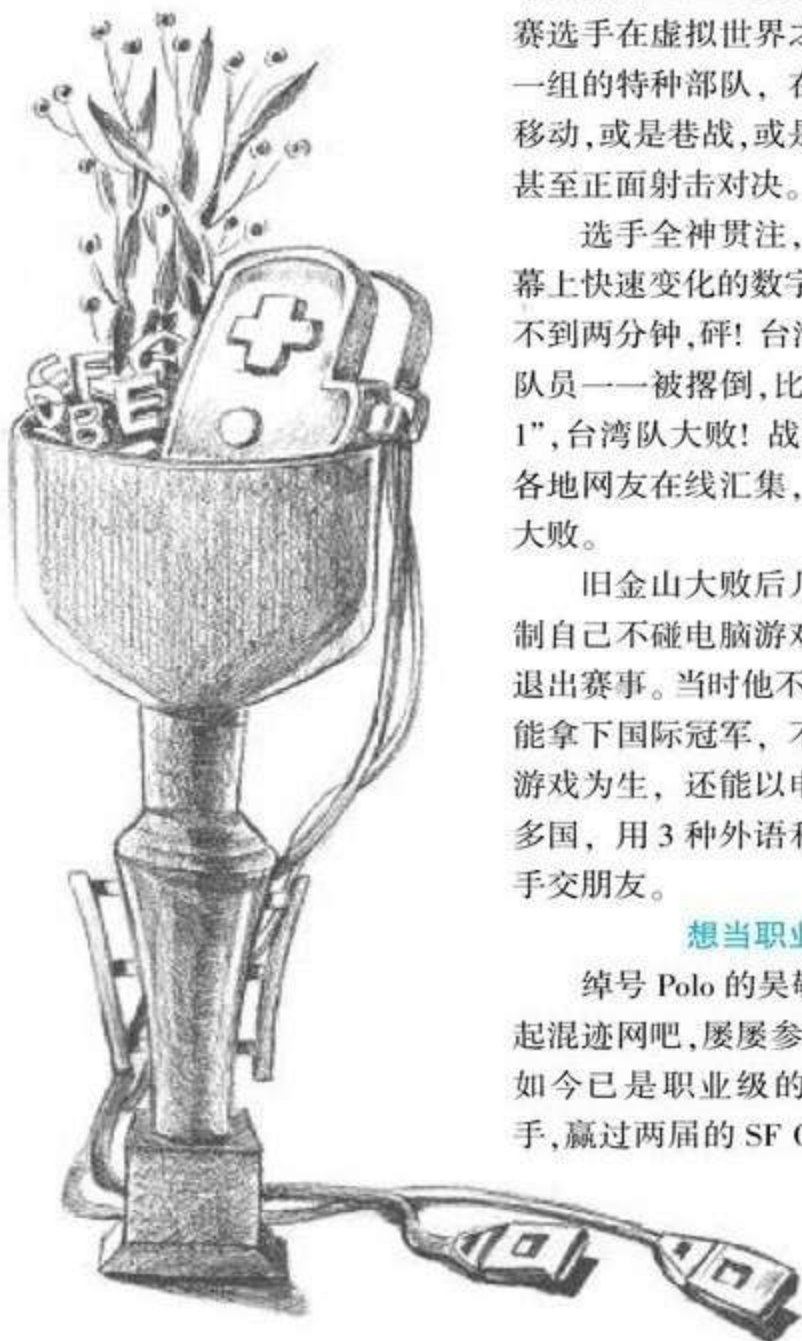 赛选手在虚拟世界之
一组的特种部队，在
移动,或是巷战,或是
甚至正面射击对决。
选手全神贯注，
幕上快速变化的数字
不到两分钟,砰! 台湾
队员一一被撂倒,比
1”,台湾队大败! 战
各地网友在线汇集，
大败。
旧金山大败后几
制自己不碰电脑游戏
退出赛事。当时他不
能拿下国际冠军，不
游戏为生，还能以电
多国，用 3 种外语和
手交朋友。
想当职业
绰号 Polo 的吴敬
起混迹网吧,屡屡参
如今已是职业级的
手,赢过两届的 SF